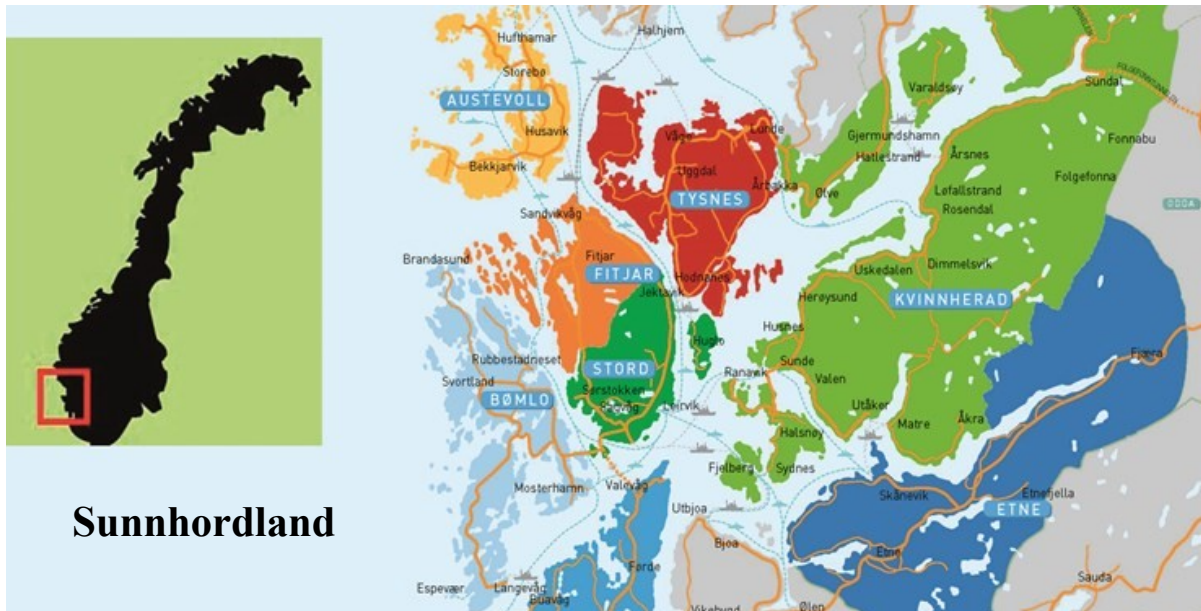 Sunnhordland
Halhjem
Hufthamar
Storebø
AUSTEVOLL
Husavik
Bekkjarvik
Våge
Lunde
Uggdal
Årbakka
TYSNES
Hodnanes
Varaldsøy
Gjermundshamn
Hatlestrand
Ølve
Sundal
FOLGEFONNTUNNELEN
Fonnabu
Årsnes
Folgefonna
Løfallstrand
Rosendal
ODDA
Sandvikvåg
Brandasund
Fitjar
FITJAR
Jektavik
Uskedalen
Dimmelsvik
KVINNHERAD
Herøysund
Husnes
Huglo
Sunde
Ranavik
Valen
Rubbestadneset
Svortland
BØMLO
STORD
Sørstokken
Sagvåg
Leirvik
Utåker
Matre
Åkra
Fjæra
Halsnøy
Fjelberg
Sydnes
Mosterhamn
Valevåg
Utbjoa
Skånevik
Etnefjella
ETNE
Bjoa
Etne
Espevær
Langevåg
Buavåg
Førde
Sauda
Vikebygd
Ølen